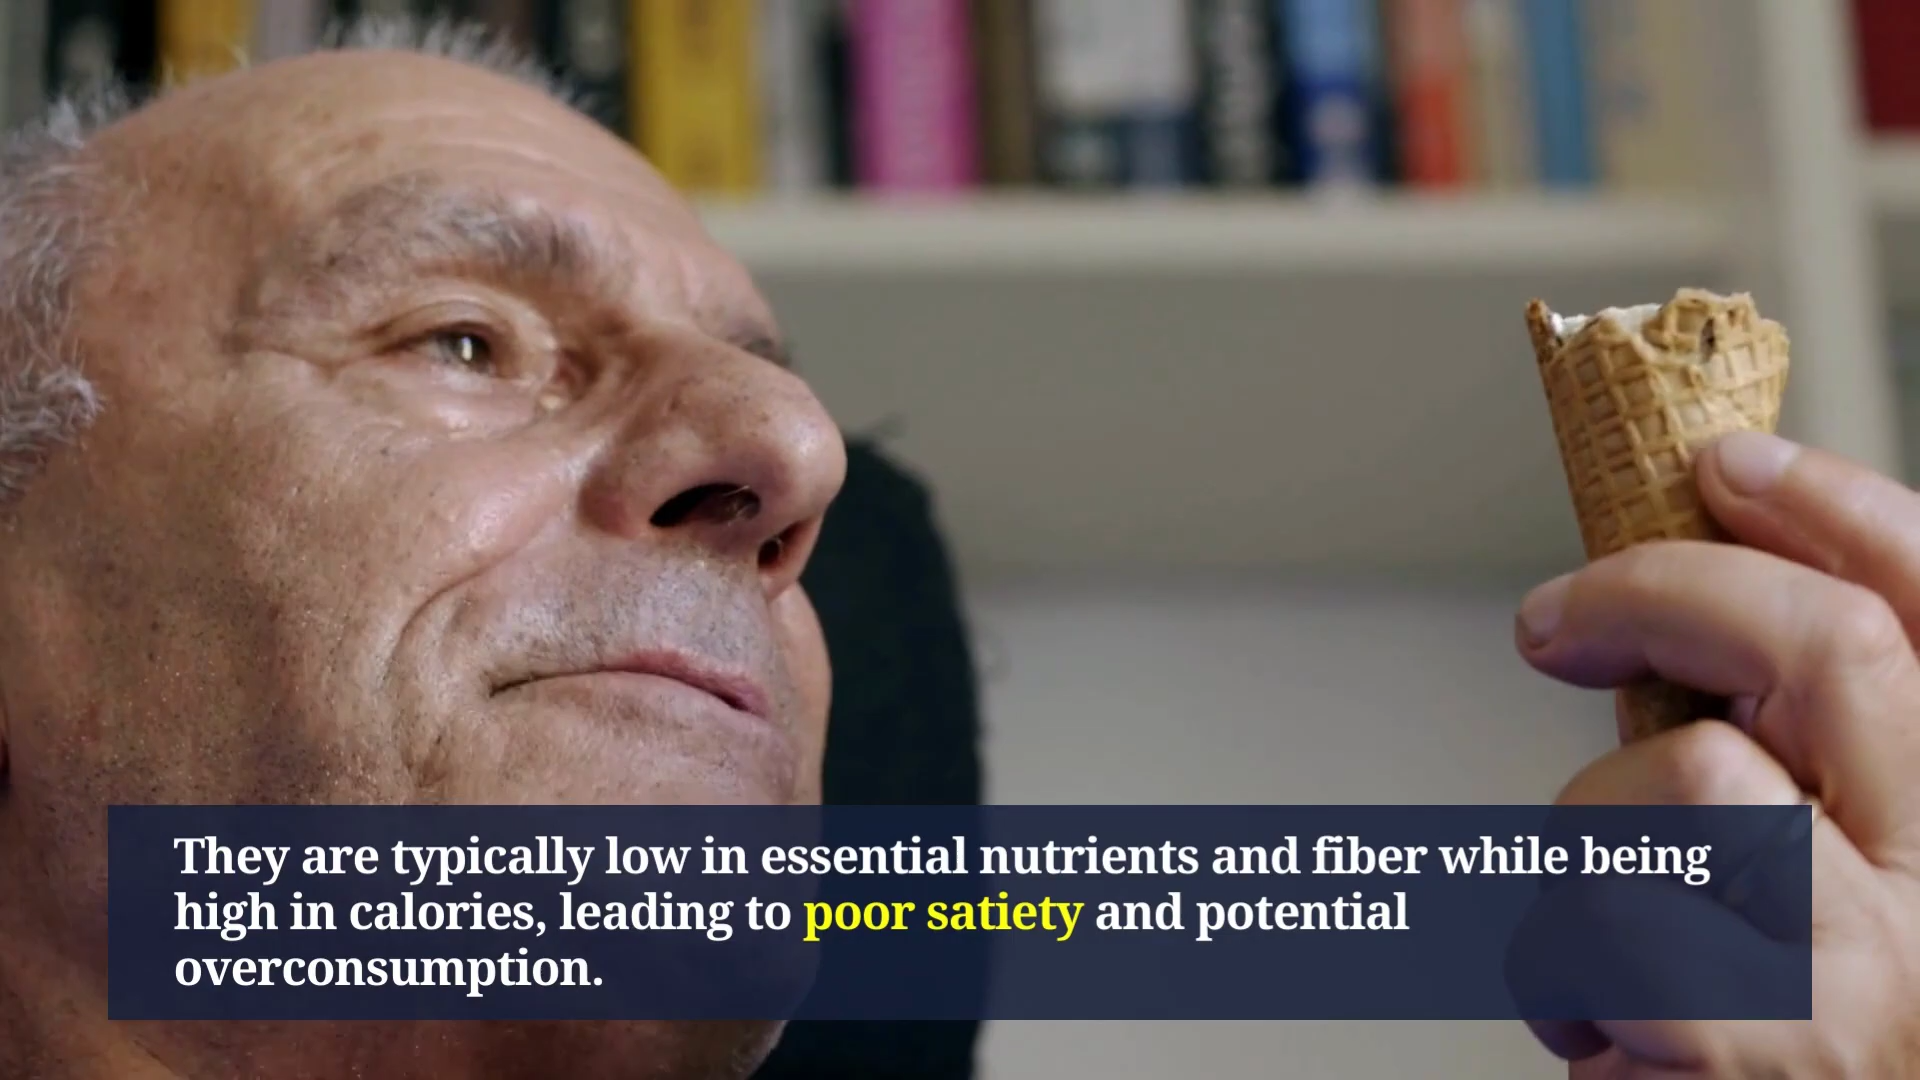 They are typically low in essential nutrients and fiber while being
high in calories, leading to poor satiety and potential
overconsumption.